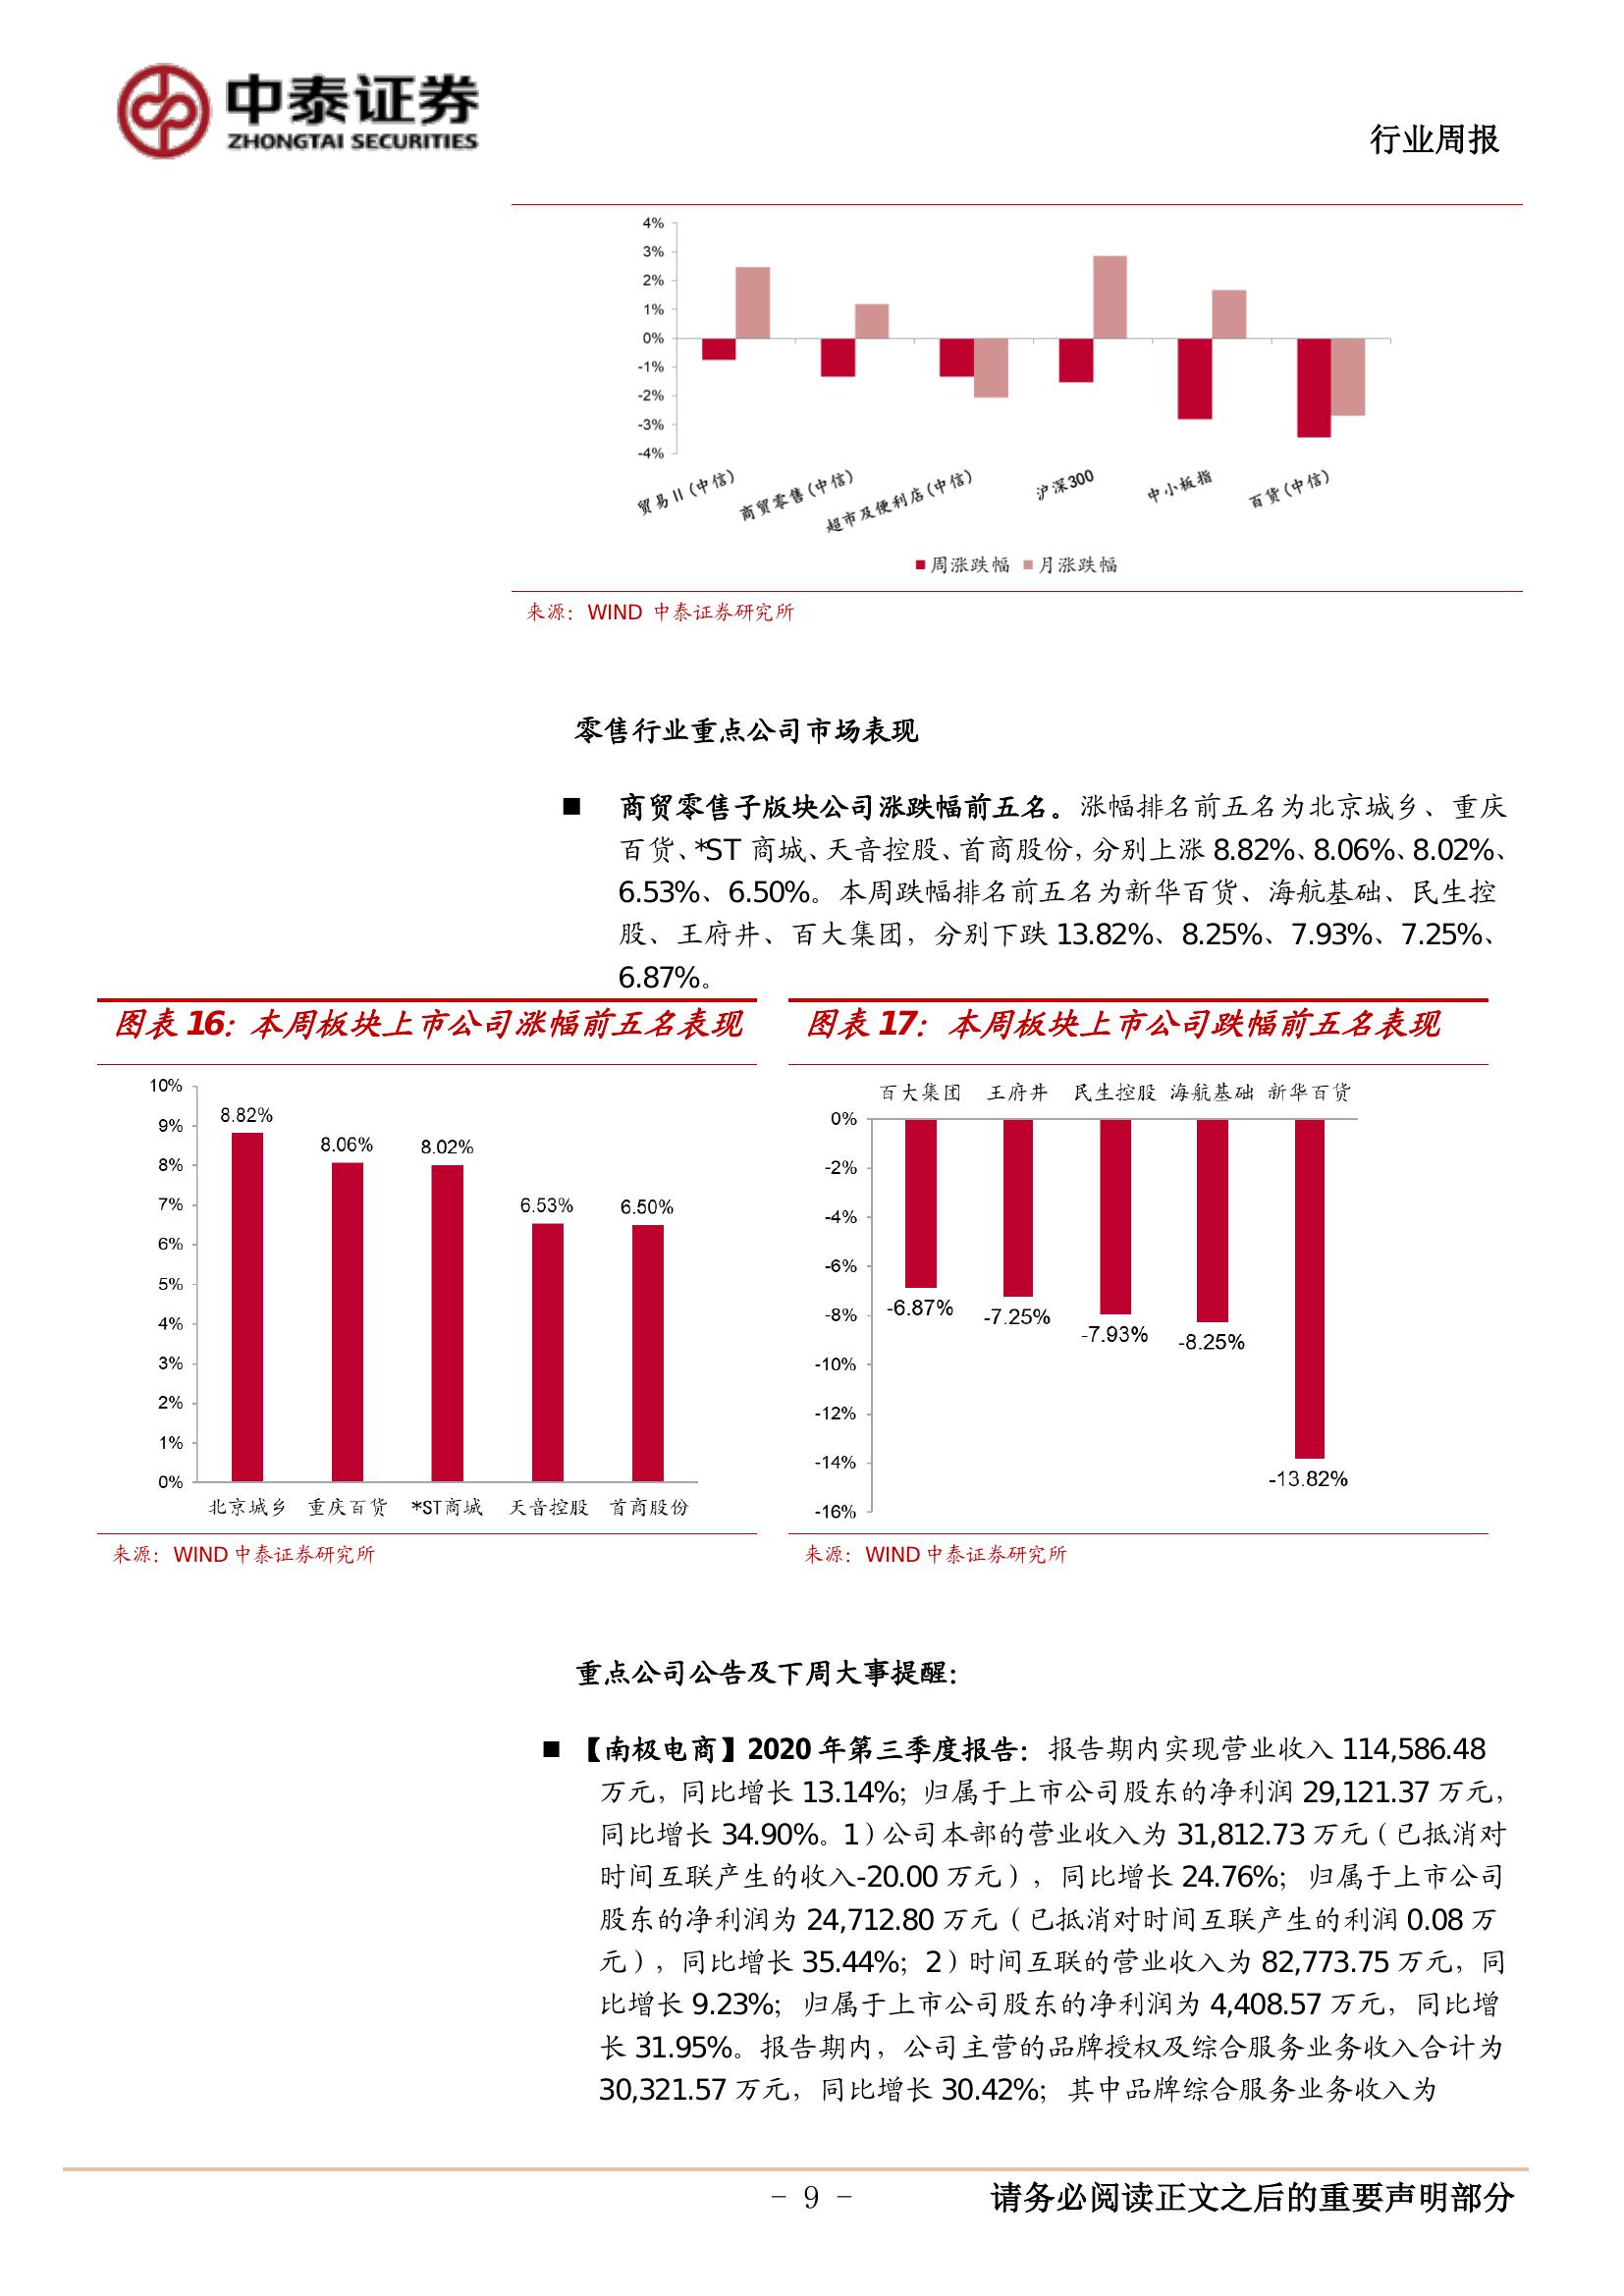 中泰证券
ZHONGTAI SECURITIES
行业周报
4%
3%
2%
1%
0%
-1%
-2%
-3%
-4%
贸易II(中信)
商贸零售(中信)
超市及便利店(中信)
沪深300
中小板指
百货(中信)
周涨跌幅 月涨跌幅
来源：WIND 中泰证券研究所
零售行业重点公司市场表现
■ 商贸零售子版块公司涨跌幅前五名。涨幅排名前五名为北京城乡、重庆
百货、*ST 商城、天音控股、首商股份，分别上涨 8.82%、8.06%、8.02%、
6.53%、6.50%。本周跌幅排名前五名为新华百货、海航基础、民生控
股、王府井、百大集团，分别下跌 13.82%、8.25%、7.93%、7.25%、
6.87%。
图表 16：本周板块上市公司涨幅前五名表现
10%
9%
8%
7%
6%
5%
4%
3%
2%
1%
0%
8.82%
8.06%
8.02%
6.53%
6.50%
北京城乡 重庆百货 *ST商城 天音控股 首商股份
来源：WIND 中泰证券研究所
图表 17：本周板块上市公司跌幅前五名表现
百大集团 王府井 民生控股 海航基础 新华百货
0%
-2%
-4%
-6%
-8%
-10%
-12%
-14%
-16%
-6.87%
-7.25%
-7.93%
-8.25%
-13.82%
来源：WIND 中泰证券研究所
重点公司公告及下周大事提醒：
■ 【南极电商】2020 年第三季度报告：报告期内实现营业收入 114,586.48
万元，同比增长 13.14%；归属于上市公司股东的净利润 29,121.37 万元，
同比增长 34.90%。1）公司本部的营业收入为 31,812.73 万元（已抵消对
时间互联产生的收入-20.00 万元），同比增长 24.76%；归属于上市公司
股东的净利润为 24,712.80 万元（已抵消对时间互联产生的利润 0.08 万
元），同比增长 35.44%；2）时间互联的营业收入为 82,773.75 万元，同
比增长 9.23%；归属于上市公司股东的净利润为 4,408.57 万元，同比增
长 31.95%。报告期内，公司主营的品牌授权及综合服务业务收入合计为
30,321.57 万元，同比增长 30.42%；其中品牌综合服务业务收入为
- 9 -
请务必阅读正文之后的重要声明部分